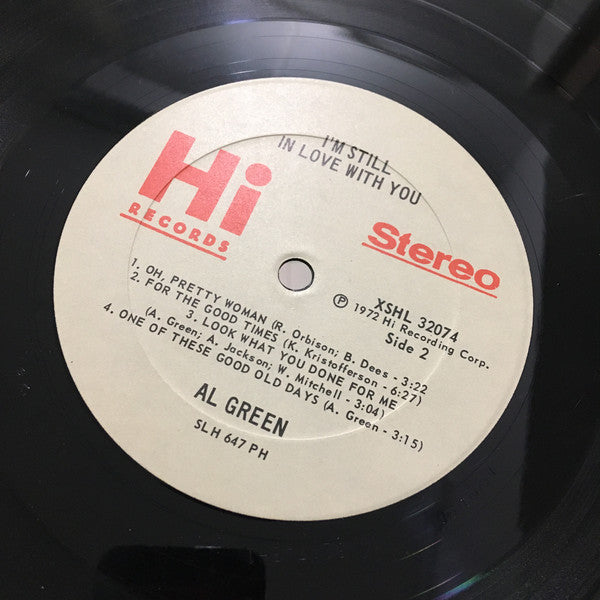 I'M STILL
IN LOVE WITH YOU
Hi
RECORDS
Stereo
XSHL 32074
℗ 1972 Hi Recording Corp.
Side 2
1. OH, PRETTY WOMAN (R. Orbison; B. Dees - 3:22
2. FOR THE GOOD TIMES (K. Kristofferson - 6:27)
3. LOOK WHAT YOU DONE FOR ME
(A. Green; A. Jackson; W. Mitchell - 3:04)
4. ONE OF THESE GOOD OLD DAYS (A. Green - 3:15)
AL GREEN
SLH 647 PH